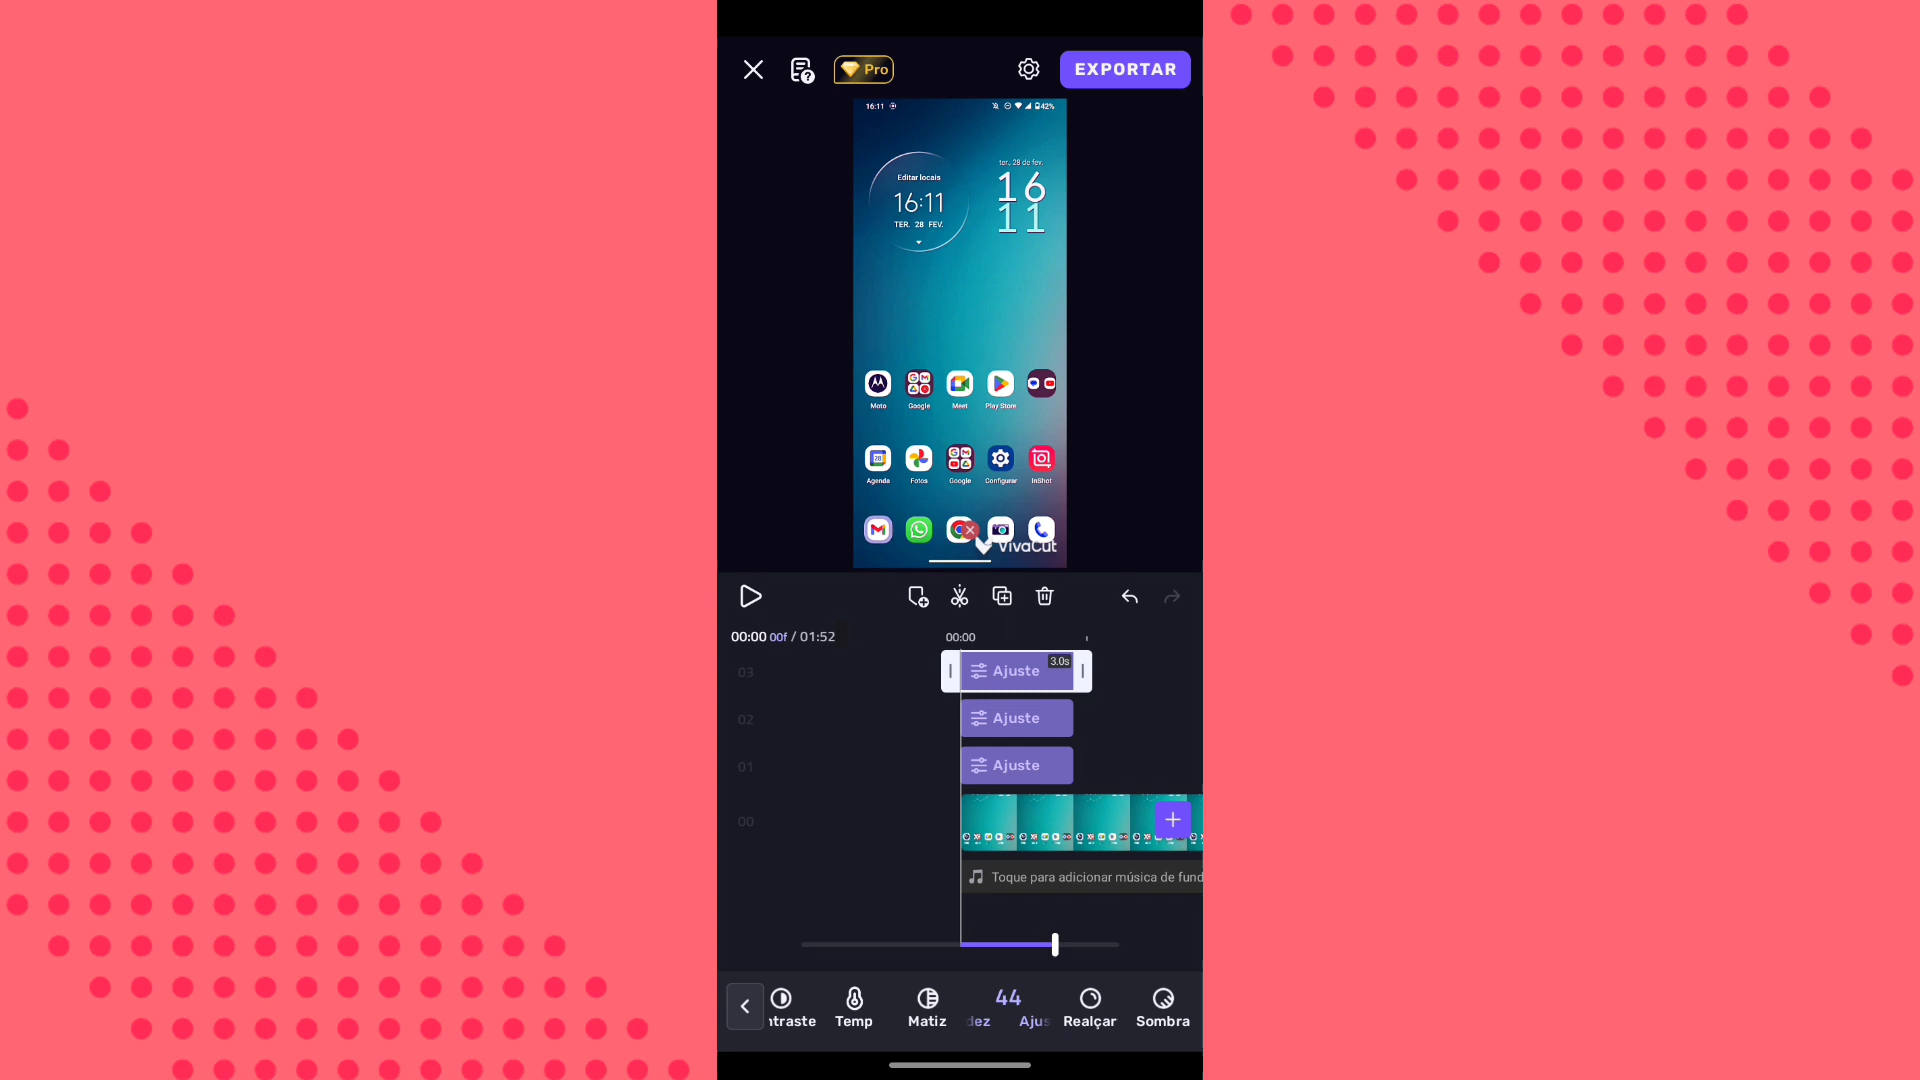 Pro
EXPORTAR
16:11
42%
Editar locais
16:11
TER. 28 FEV.
ter., 28 de fev.
16
11
Moto
Google
Meet
Play Store
28
Agenda
Fotos
Google
Configurar
InShot
VivaCut
00:00 00f / 01:52
00:00
03
Ajuste
3.0s
02
Ajuste
01
Ajuste
00
Toque para adicionar música de fund
44
ntraste
Temp
Matiz
dez
Ajus
Realçar
Sombra